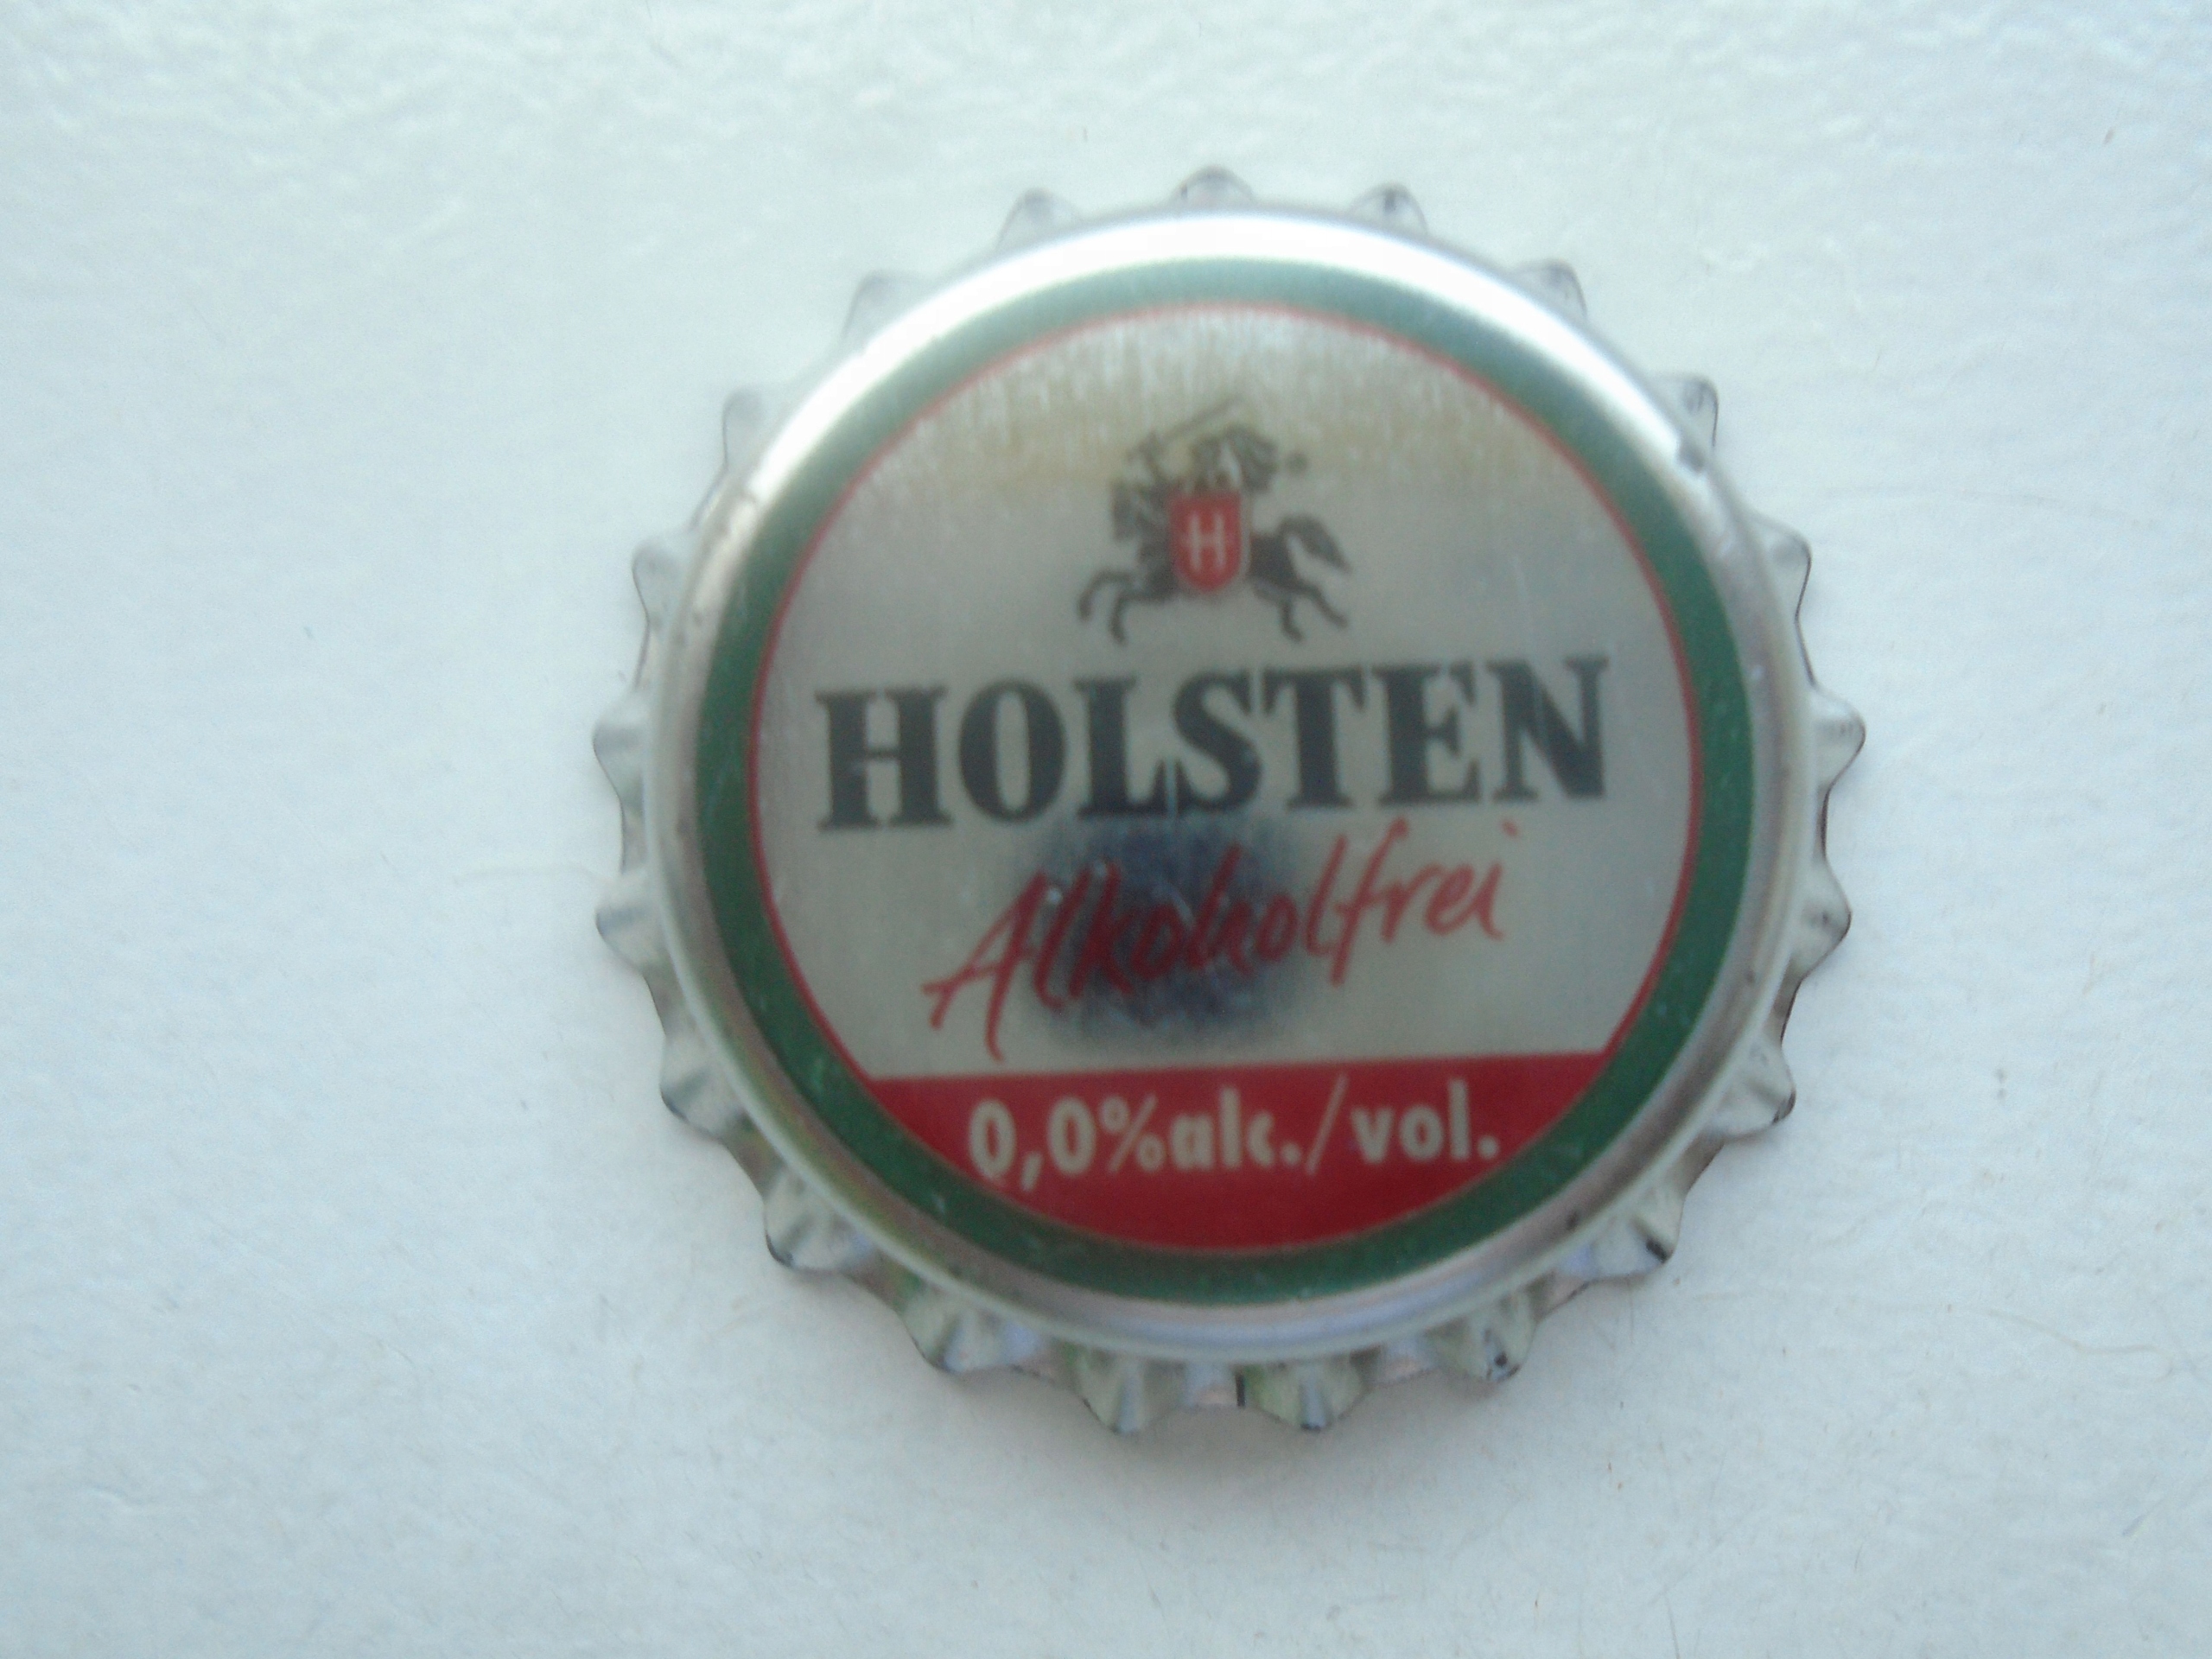 H
HOLSTEN
Alkoholfrei
0,0%alc./vol.